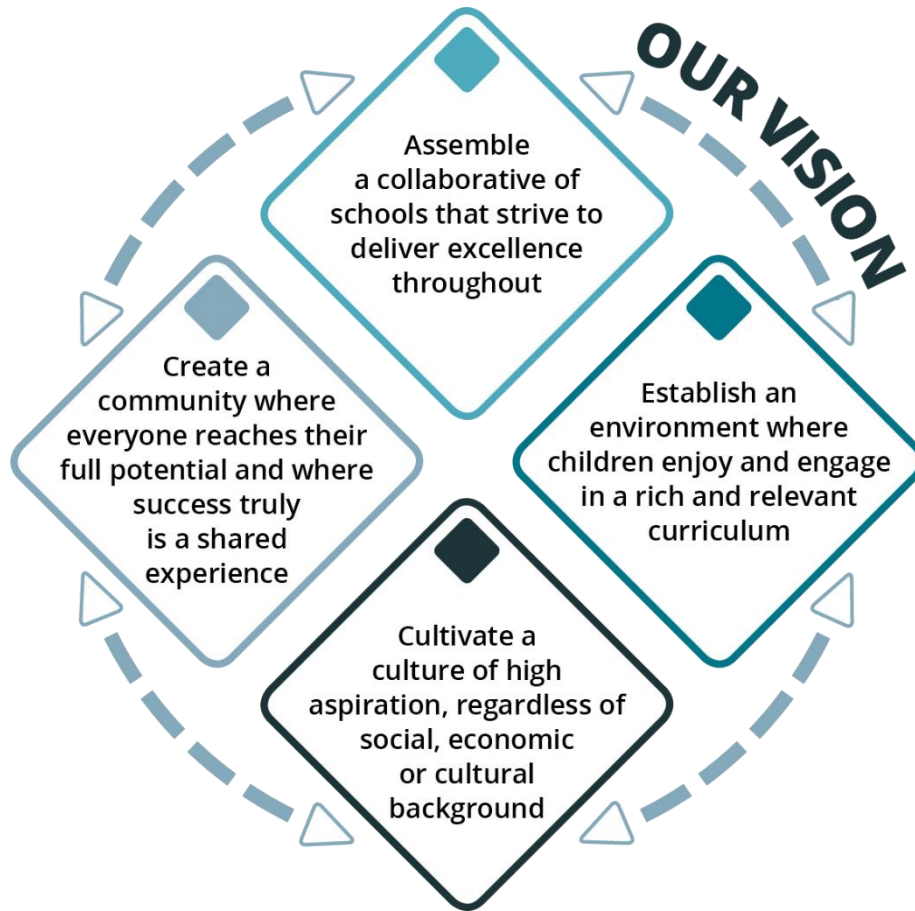 OUR VISION
Assemble
a collaborative of
schools that strive to
deliver excellence
throughout
Create a
community where
everyone reaches their
full potential and where
success truly
is a shared
experience
Establish an
environment where
children enjoy and engage
in a rich and relevant
curriculum
Cultivate a
culture of high
aspiration, regardless of
social, economic
or cultural
background